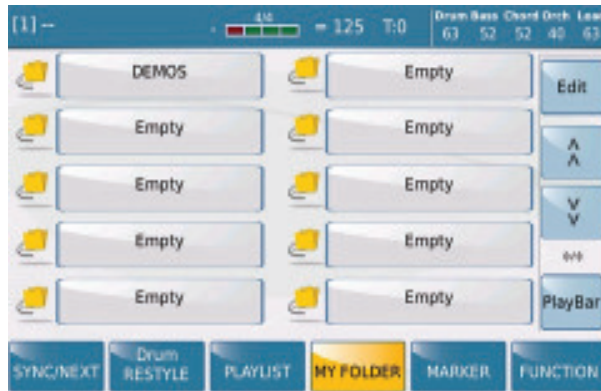 [1] --
4/4
= 125 T:0
Drum Bass Chord Orch Lead
63 52 52 40 63
DEMOS
Empty
Edit
Empty
Empty
Empty
Empty
Empty
Empty
Empty
Empty
PlayBar
SYNC/NEXT
Drum RESTYLE
PLAYLIST
MY FOLDER
MARKER
FUNCTION